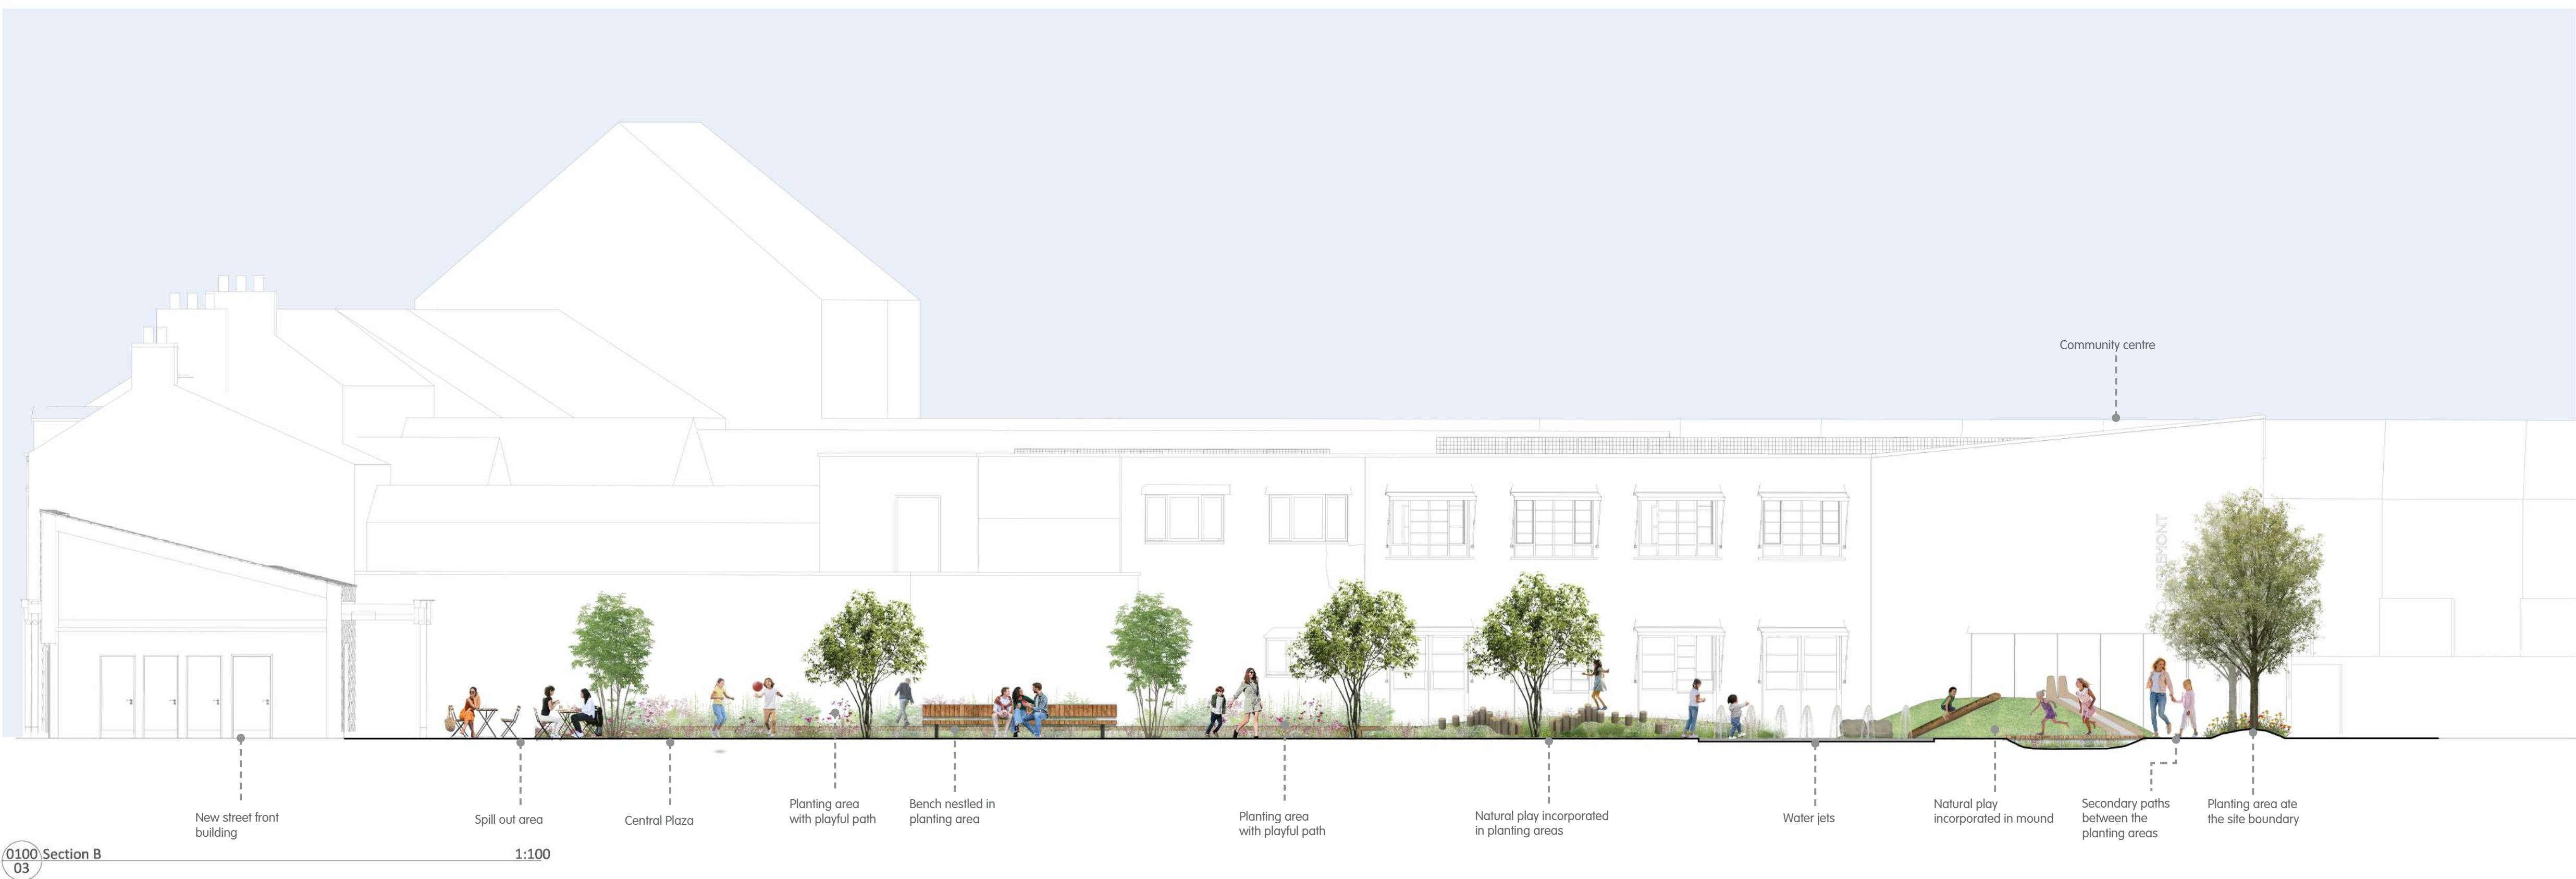 Community centre
New street front
building
Spill out area
Central Plaza
Planting area
with playful path
Bench nestled in
planting area
Planting area
with playful path
Natural play incorporated
in planting areas
Water jets
Natural play
incorporated in mound
Secondary paths
between the
planting areas
Planting area ate
the site boundary
0100 Section B
1:100
03